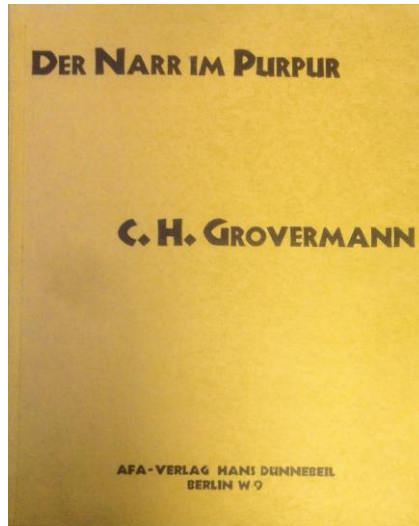 DER NARR IM PURPUR
C. H. GROVERMANN
AFA-VERLAG HANS DÜNNEBEIL
BERLIN W 9